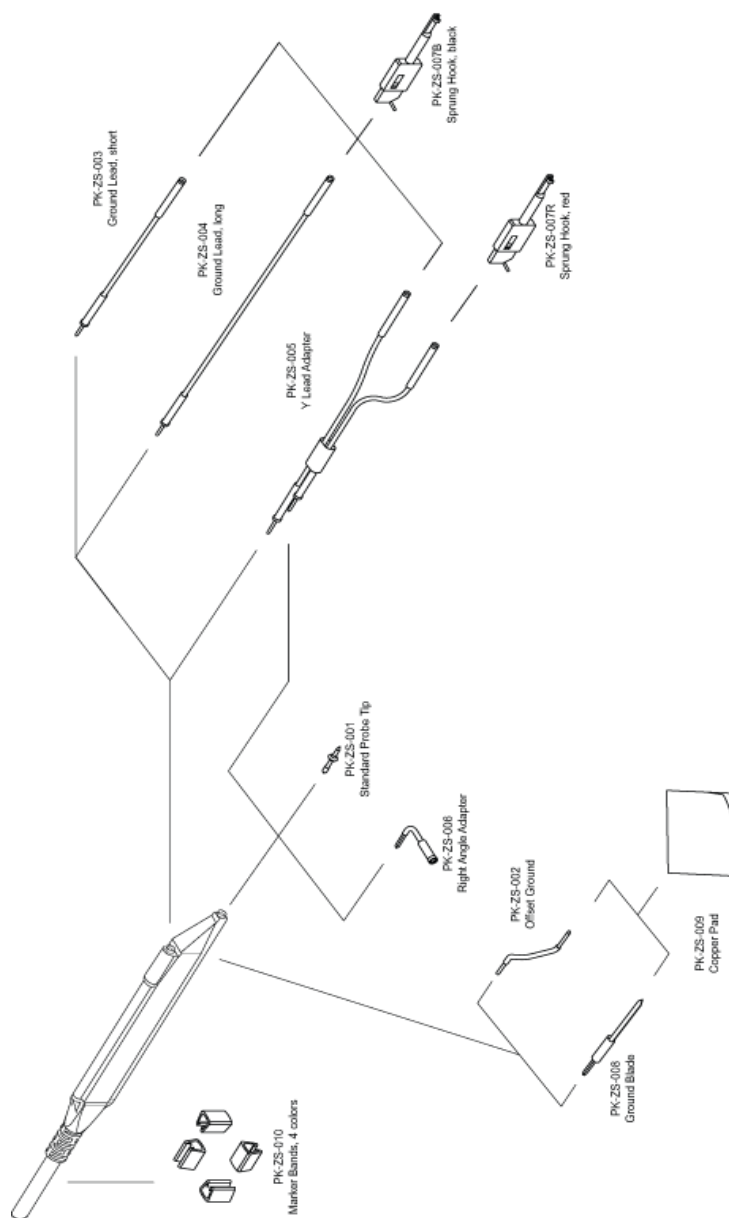 PK-ZS-003
Ground Lead, short
PK-ZS-004
Ground Lead, long
PK-ZS-005
Y Lead Adapter
PK-ZS-007B
Sprung Hook, black
PK-ZS-007R
Sprung Hook, red
PK-ZS-001
Standard Probe Tip
PK-ZS-006
Right Angle Adapter
PK-ZS-002
Offset Ground
PK-ZS-009
Copper Pad
PK-ZS-008
Ground Blade
PK-ZS-010
Marker Bands, 4 colors